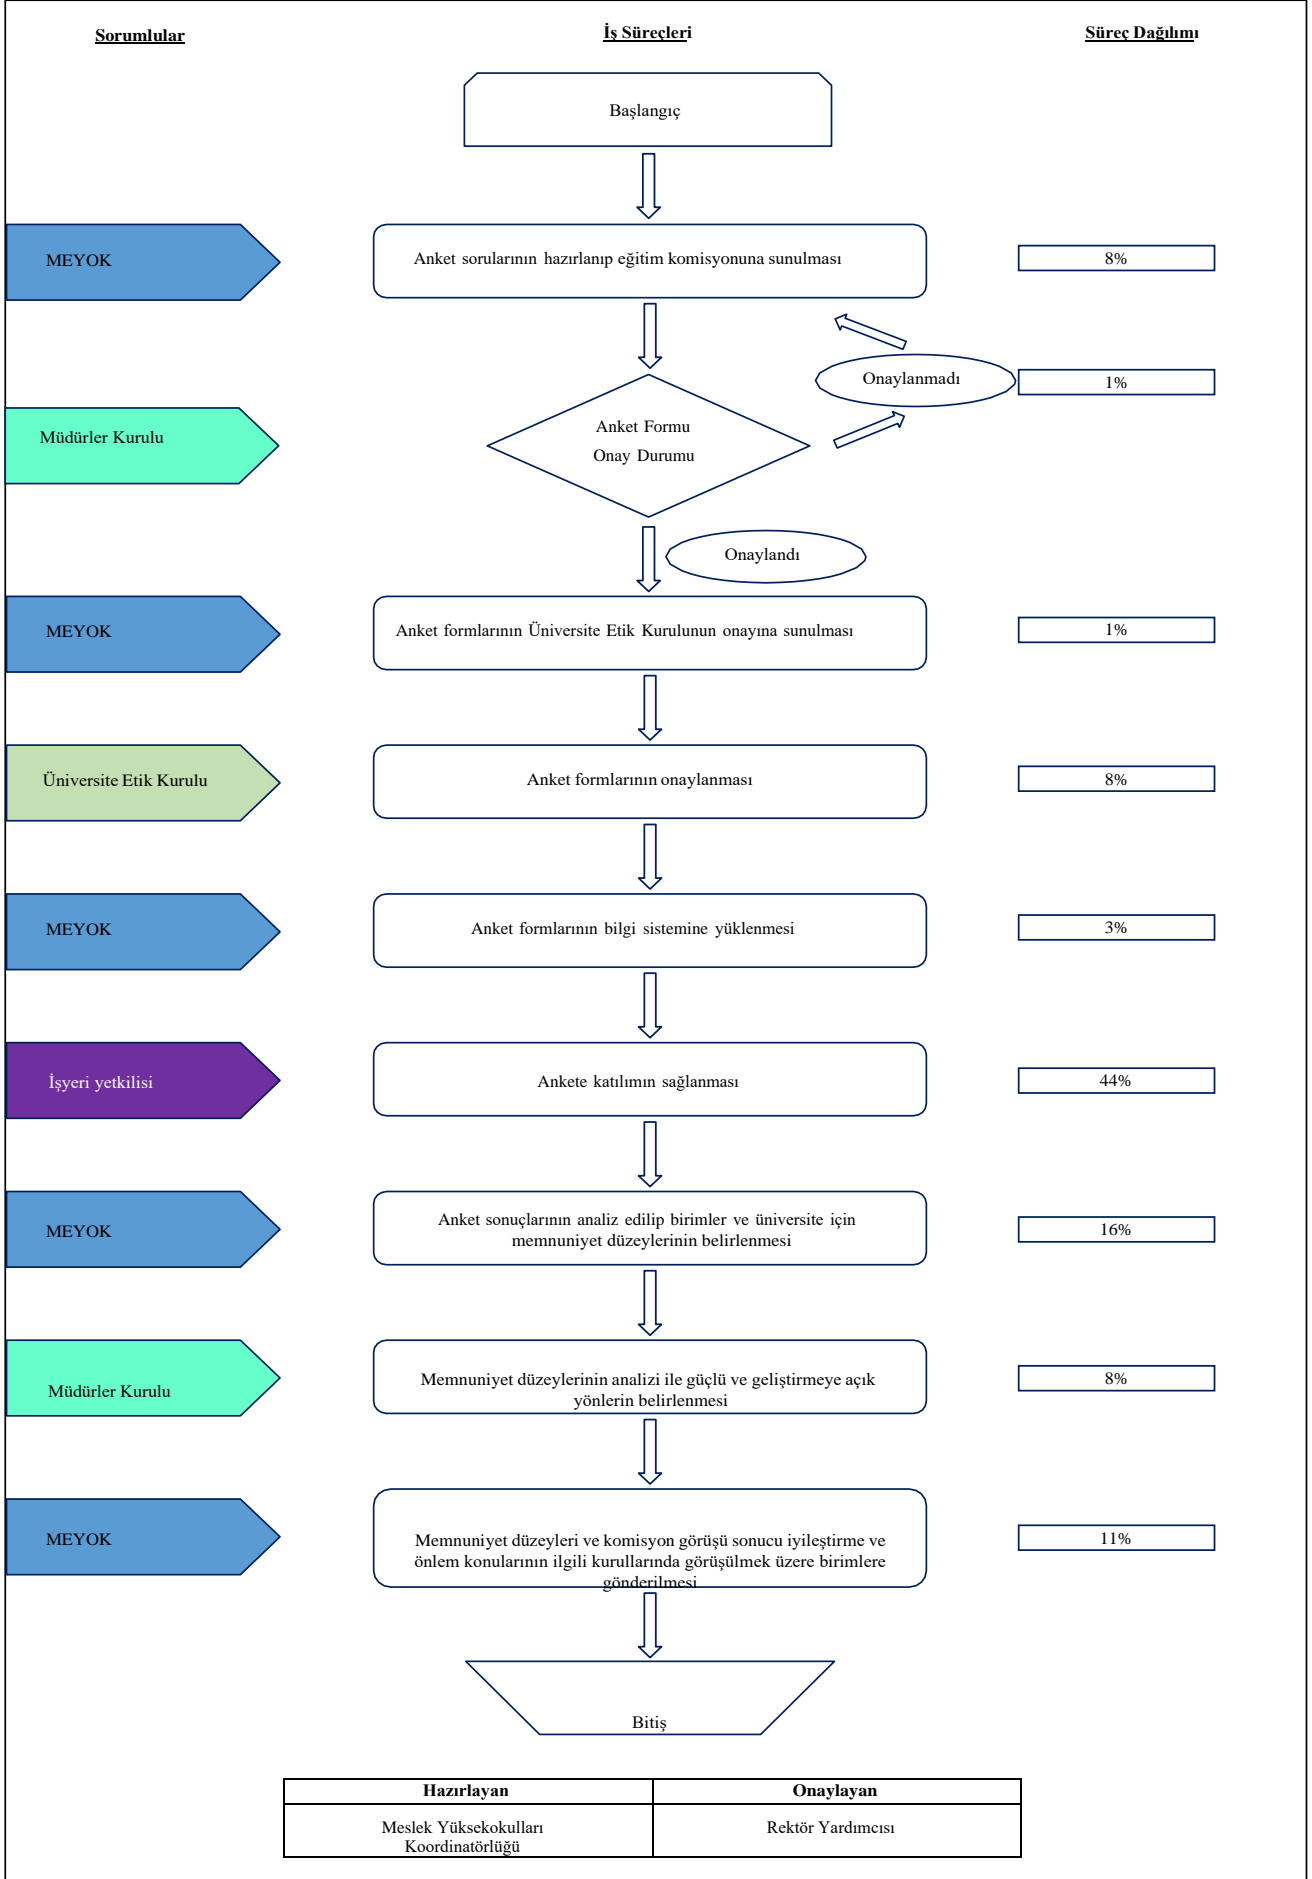 Sorumlular
İş Süreçleri
Süreç Dağılımı
Başlangıç
MEYOK
Anket sorularının hazırlanıp eğitim komisyonuna sunulması
8%
Onaylanmadı
1%
Müdürler Kurulu
Anket Formu
Onay Durumu
Onaylandı
MEYOK
Anket formlarının Üniversite Etik Kurulunun onayına sunulması
1%
Üniversite Etik Kurulu
Anket formlarının onaylanması
8%
MEYOK
Anket formlarının bilgi sistemine yüklenmesi
3%
İşyeri yetkilisi
Ankete katılımın sağlanması
44%
MEYOK
Anket sonuçlarının analiz edilip birimler ve üniversite için
memnuniyet düzeylerinin belirlenmesi
16%
Müdürler Kurulu
Memnuniyet düzeylerinin analizi ile güçlü ve geliştirmeye açık
yönlerin belirlenmesi
8%
MEYOK
Memnuniyet düzeyleri ve komisyon görüşü sonucu iyileştirme ve
önlem konularının ilgili kurullarında görüşülmek üzere birimlere
gönderilmesi
11%
Bitiş
Hazırlayan
Onaylayan
Meslek Yüksekokulları
Koordinatörlüğü
Rektör Yardımcısı